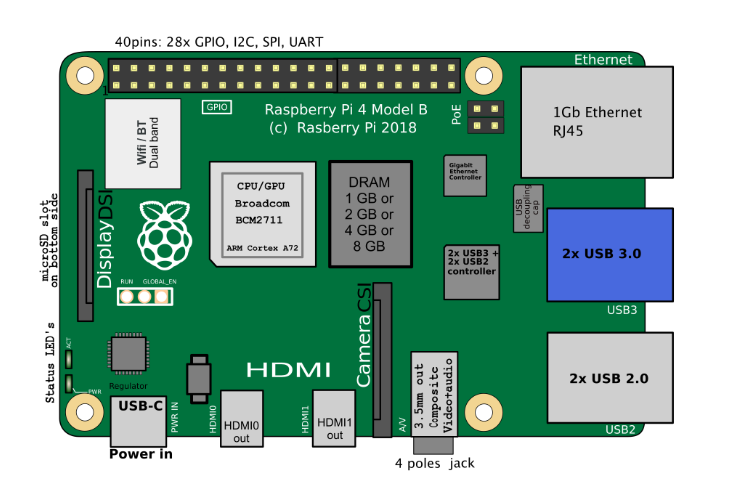 40pins: 28x GPIO, I2C, SPI, UART
Ethernet
1
GPIO
Raspberry Pi 4 Model B
(c) Rasberry Pi 2018
PoE
1Gb Ethernet
RJ45
Wifi / BT
Dual band
CPU/GPU
Broadcom
BCM2711
ARM Cortex A72
DRAM
1 GB or
2 GB or
4 GB or
8 GB
Gigabit
Ethernet
Controller
USB
decoupling
cap
microSD slot
on bottom side
DisplayDSI
2x USB3 +
2x USB2
controller
2x USB 3.0
USB3
RUN
GLOBAL_EN
CameraCSI
HDMI
Status LED's
ACT
PWR
Regulator
USB-C
PWR IN
Power in
HDMI0
HDMI0
out
HDMI1
HDMI1
out
A/V
3.5mm out
Composite
Video+audio
4 poles jack
2x USB 2.0
USB2